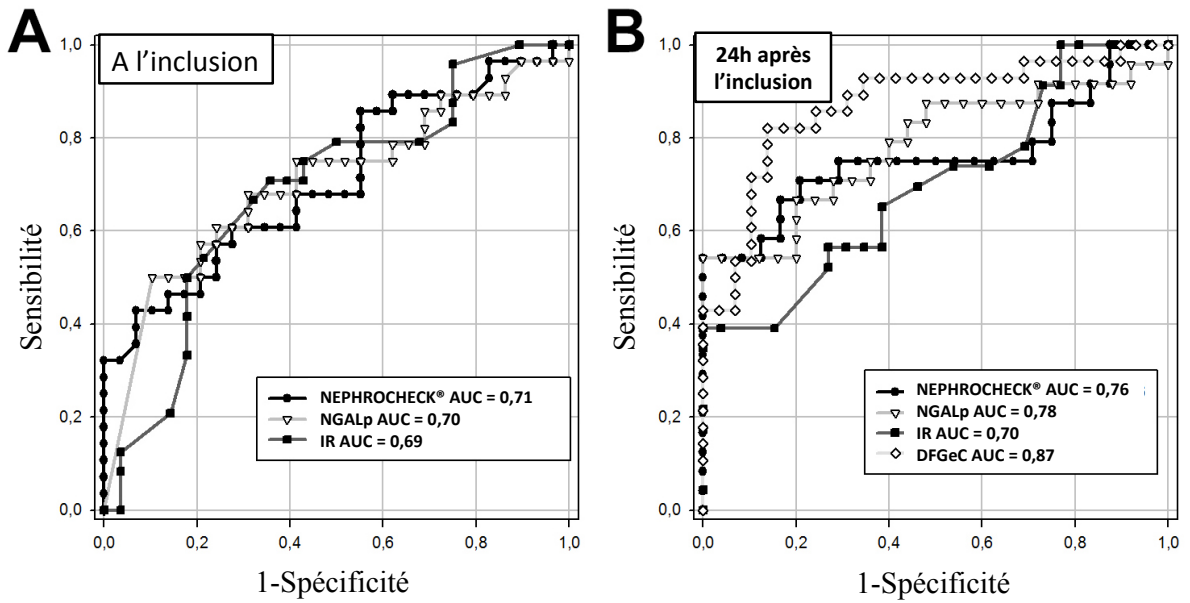 A
A l’inclusion
1,0
0,8
0,6
0,4
0,2
0,0
Sensibilité
NEPHROCHECK® AUC = 0,71
NGALp AUC = 0,70
IR AUC = 0,69
0,0 0,2 0,4 0,6 0,8 1,0
1-Spécificité
B
24h après
l’inclusion
1,0
0,8
0,6
0,4
0,2
0,0
Sensibilité
NEPHROCHECK® AUC = 0,76
NGALp AUC = 0,78
IR AUC = 0,70
DFGeC AUC = 0,87
0,0 0,2 0,4 0,6 0,8 1,0
1-Spécificité